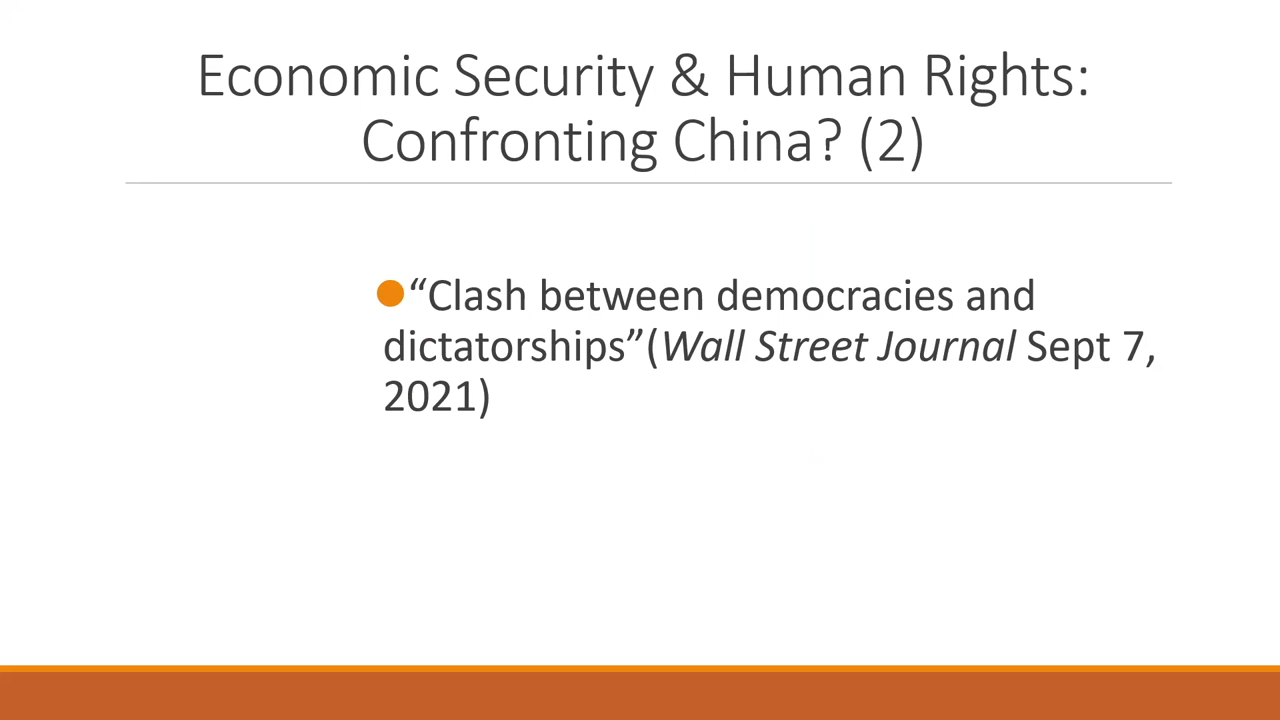 Economic Security & Human Rights:
Confronting China? (2)
“Clash between democracies and
dictatorships”(Wall Street Journal Sept 7,
2021)